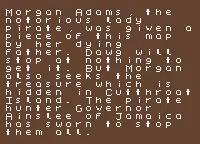 Morgan Adams, the
notorious lady
pirate, was given a
piece of this map
by her dying
father. Dawg will
stop at nothing to
get it. But Morgan
also seeks the
treasure which is
hidden in Cutthroat
Island. The pirate
hunter Governor
Ainslee of Jamaica
has sworn to stop
them all.